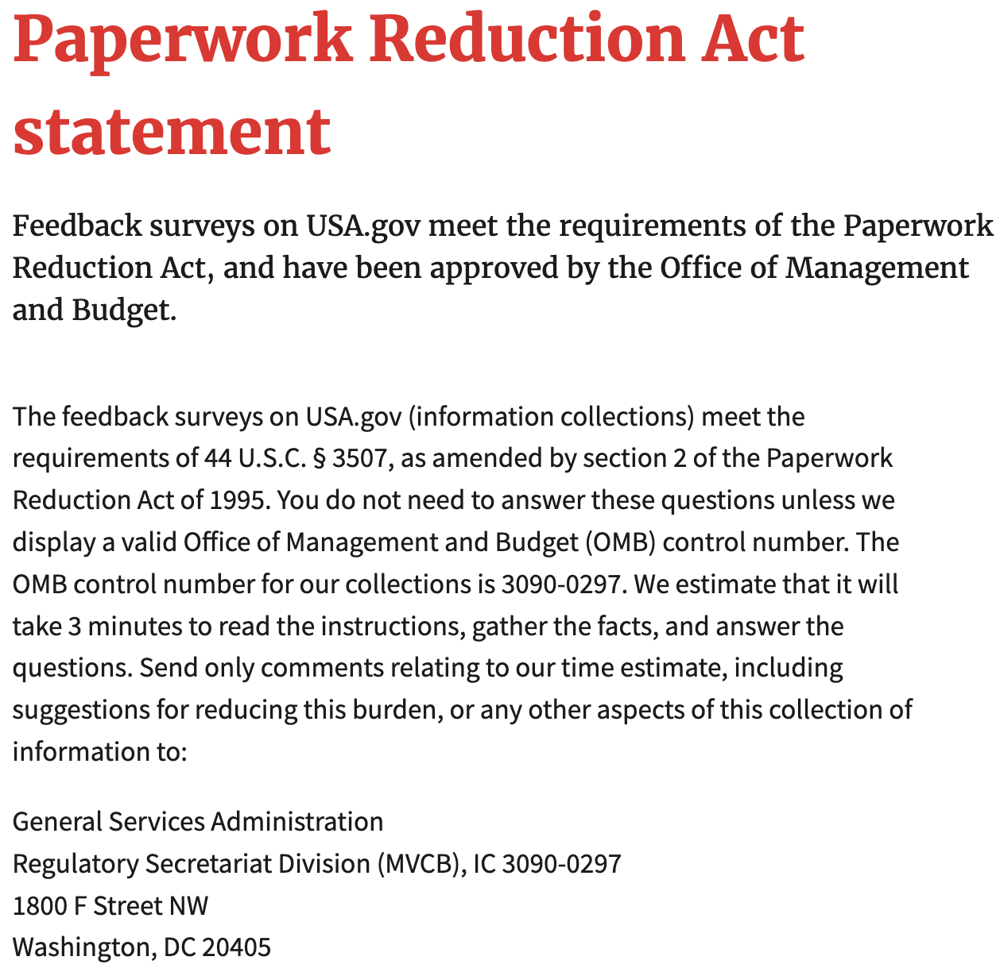 Paperwork Reduction Act
statement
Feedback surveys on USA.gov meet the requirements of the Paperwork
Reduction Act, and have been approved by the Office of Management
and Budget.
The feedback surveys on USA.gov (information collections) meet the
requirements of 44 U.S.C. § 3507, as amended by section 2 of the Paperwork
Reduction Act of 1995. You do not need to answer these questions unless we
display a valid Office of Management and Budget (OMB) control number. The
OMB control number for our collections is 3090-0297. We estimate that it will
take 3 minutes to read the instructions, gather the facts, and answer the
questions. Send only comments relating to our time estimate, including
suggestions for reducing this burden, or any other aspects of this collection of
information to:
General Services Administration
Regulatory Secretariat Division (MVCB), IC 3090-0297
1800 F Street NW
Washington, DC 20405